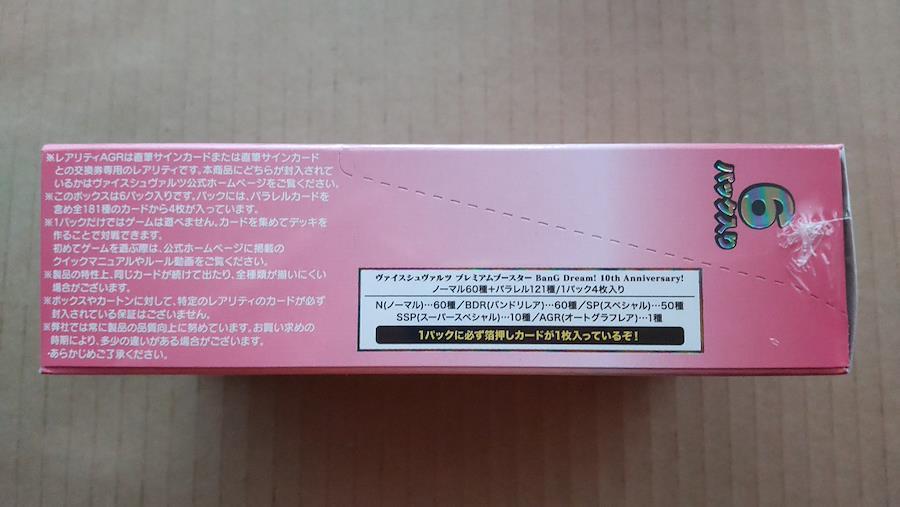 ※レアリティAGRは直筆サインカードまたは直筆サインカード
との交換券専用のレアリティです。本商品にどちらが封入されて
いるかはヴァイスシュヴァルツ公式ホームページをご覧ください。
※このボックスは6パック入りです。パックには、パラレルカードを
含め全181種のカードから4枚が入っています。
※1パックだけではゲームは遊べません。カードを集めてデッキを
作ることで対戦できます。
初めてゲームを遊ぶ際は、公式ホームページに掲載の
クイックマニュアルやルール動画をご覧ください。
※製品の特性上、同じカードが続けて出たり、全種類が揃いにくい
場合がございます。
※ボックスやカートンに対して、特定のレアリティのカードが必ず
封入されている保証はございません。
※弊社では常に製品の品質向上に努めています。お買い求めの
時期により、多少の違いがある場合がございます。
・あらかじめご了承ください。
6
パック入り
ヴァイスシュヴァルツ プレミアムブースター BanG Dream! 10th Anniversary!
ノーマル60種+パラレル121種/1パック4枚入り
N(ノーマル)…60種/BDR(バンドリレア)…60種/SP(スペシャル)…50種
SSP(スーパースペシャル)…10種/AGR(オートグラフレア)…1種
1パックに必ず箔押しカードが1枚入っているぞ!